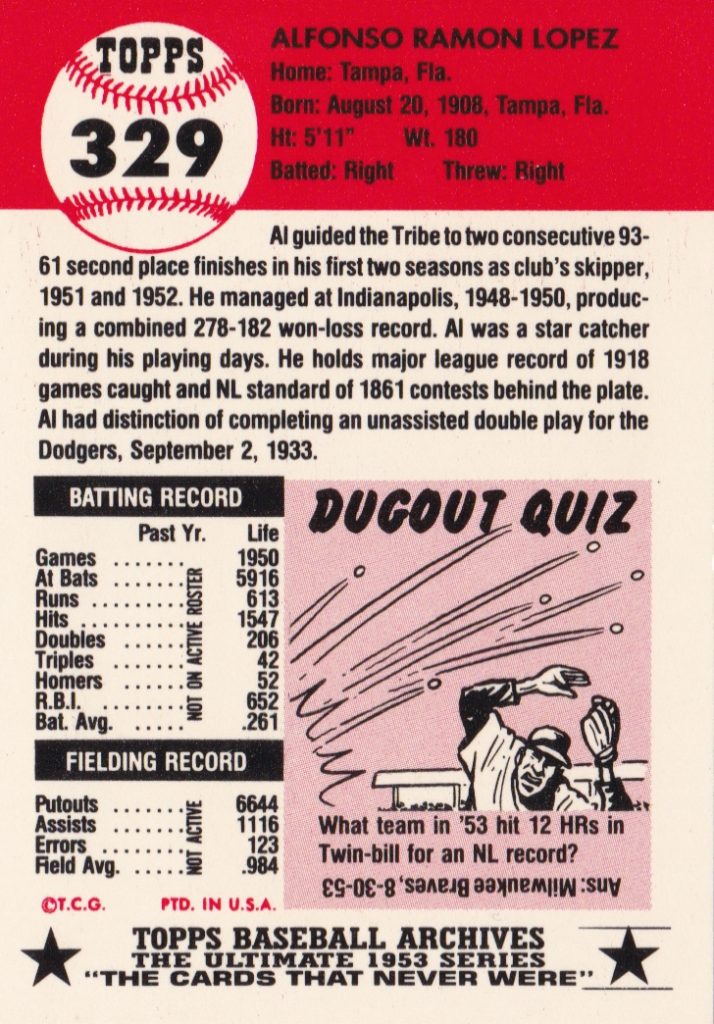 TOPPS
329
ALFONSO RAMON LOPEZ
Home: Tampa, Fla.
Born: August 20, 1908, Tampa, Fla.
Ht: 5'11" Wt. 180
Batted: Right Threw: Right
Al guided the Tribe to two consecutive 93-
61 second place finishes in his first two seasons as club's skipper,
1951 and 1952. He managed at Indianapolis, 1948-1950, produc-
ing a combined 278-182 won-loss record. Al was a star catcher
during his playing days. He holds major league record of 1918
games caught and NL standard of 1861 contests behind the plate.
Al had distinction of completing an unassisted double play for the
Dodgers, September 2, 1933.
BATTING RECORD
Past Yr. Life
Games ....... 1950
At Bats ...... 5916
Runs ......... 613
Hits ......... 1547
Doubles ...... 206
Triples ...... 42
Homers ...... 52
R.B.I. ........ 652
Bat. Avg. ..... .261
NOT ON ACTIVE ROSTER
FIELDING RECORD
Putouts ....... 6644
Assists ....... 1116
Errors ........ 123
Field Avg. ..... .984
NOT ACTIVE
©T.C.G. PTD. IN U.S.A.
DUGOUT QUIZ
What team in '53 hit 12 HRs in
Twin-bill for an NL record?
Ans: Milwaukee Braves, 8-30-53
TOPPS BASEBALL ARCHIVES
THE ULTIMATE 1953 SERIES
"THE CARDS THAT NEVER WERE"